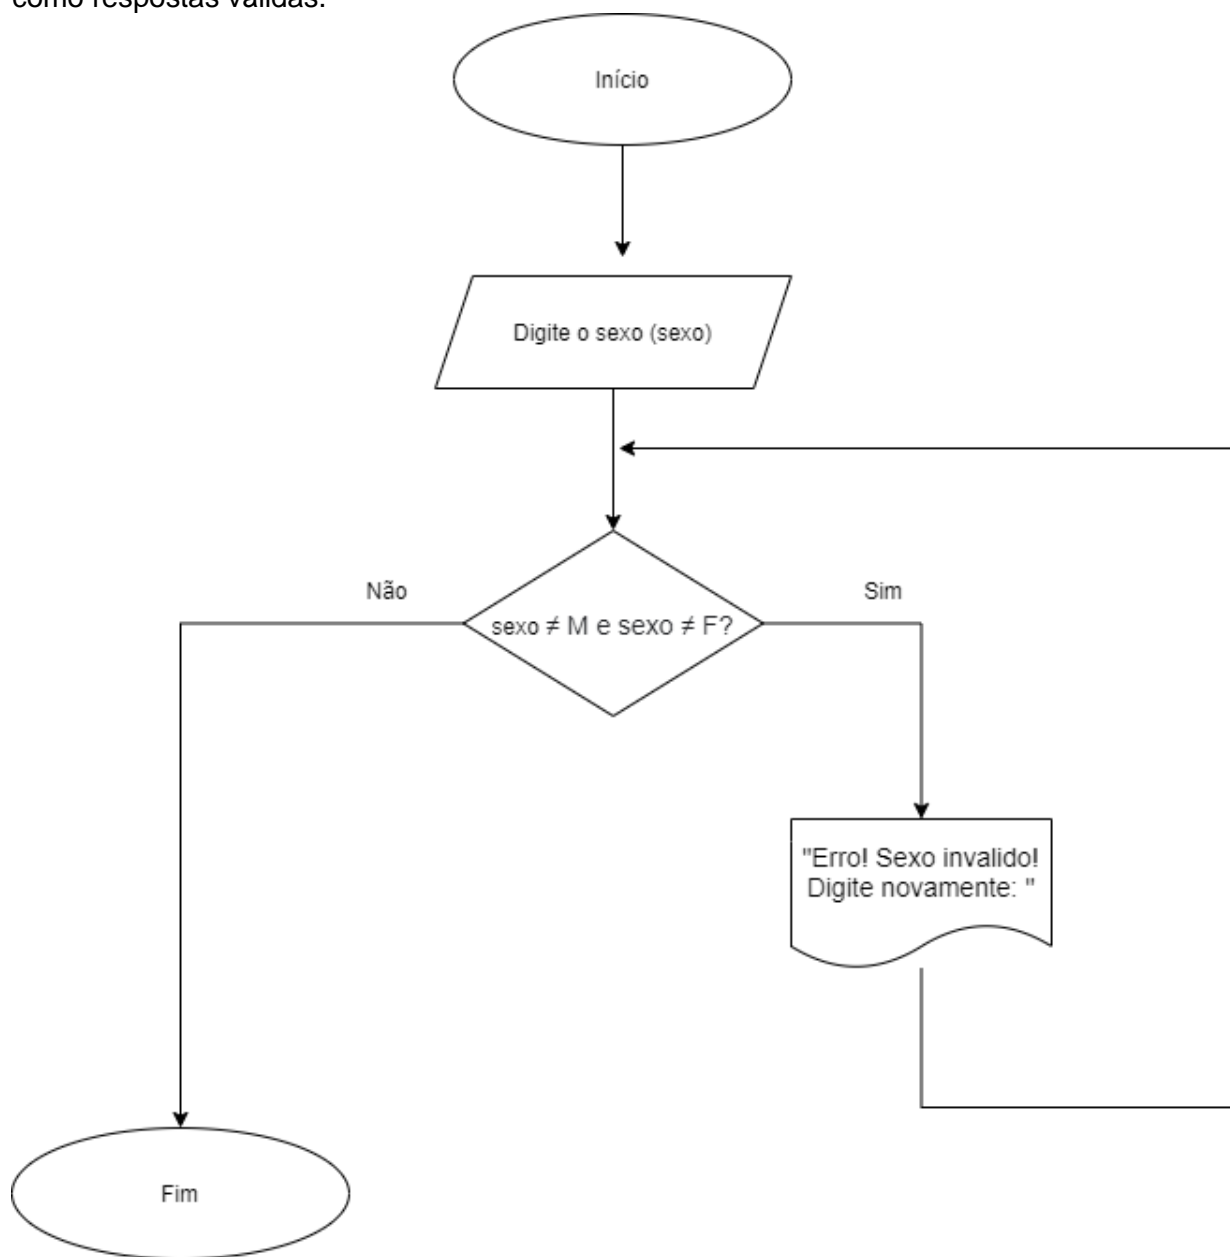 como respostas válidas.
Início
Digite o sexo (sexo)
Não
Sim
sexo ≠ M e sexo ≠ F?
"Erro! Sexo invalido!
Digite novamente: "
Fim